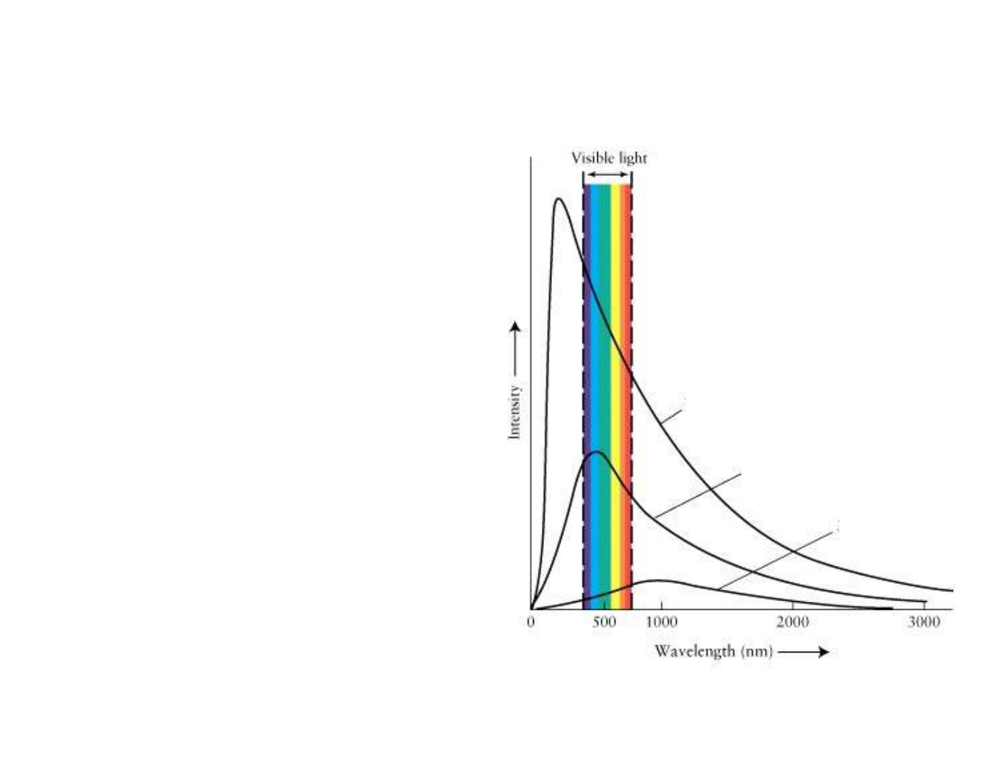 Visible light
Intensity
0 500 1000 2000 3000
Wavelength (nm)